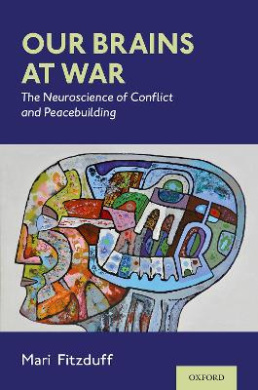 OUR BRAINS
AT WAR
The Neuroscience of Conflict
and Peacebuilding
Mari Fitzduff
OXFORD